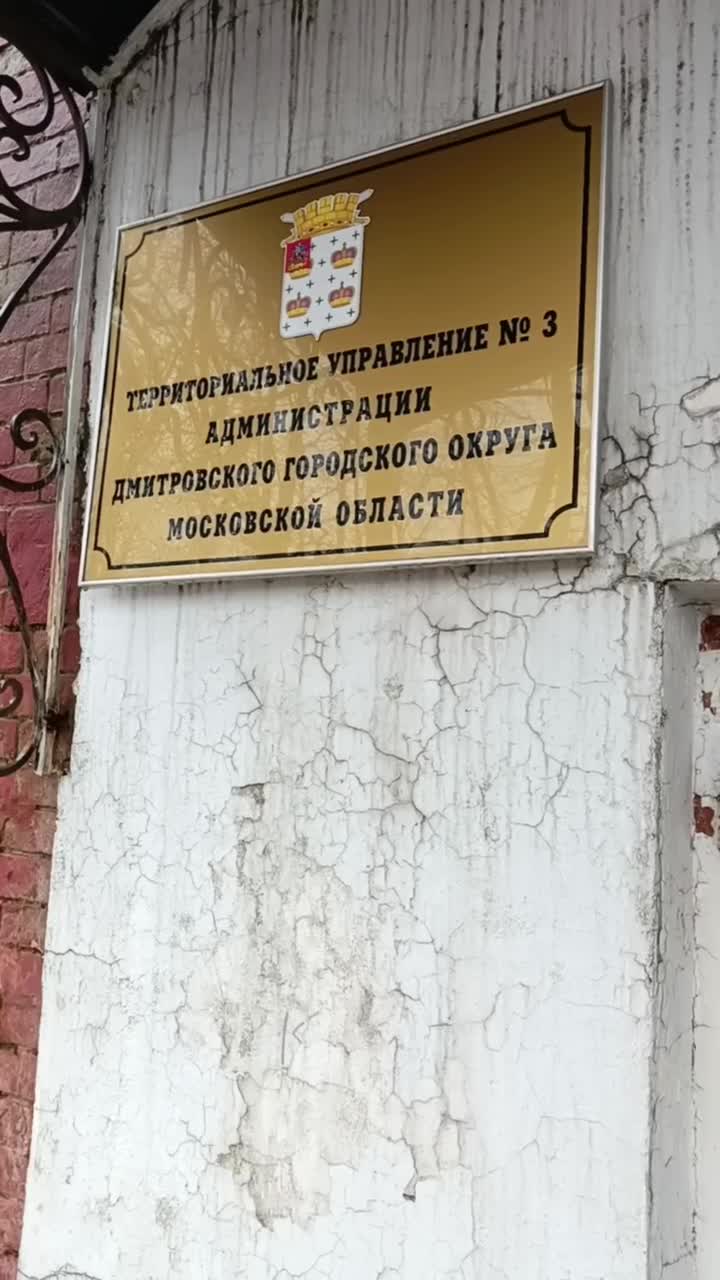 ТЕРРИТОРИАЛЬНОЕ УПРАВЛЕНИЕ № 3
АДМИНИСТРАЦИИ
ДМИТРОВСКОГО ГОРОДСКОГО ОКРУГА
МОСКОВСКОЙ ОБЛАСТИ